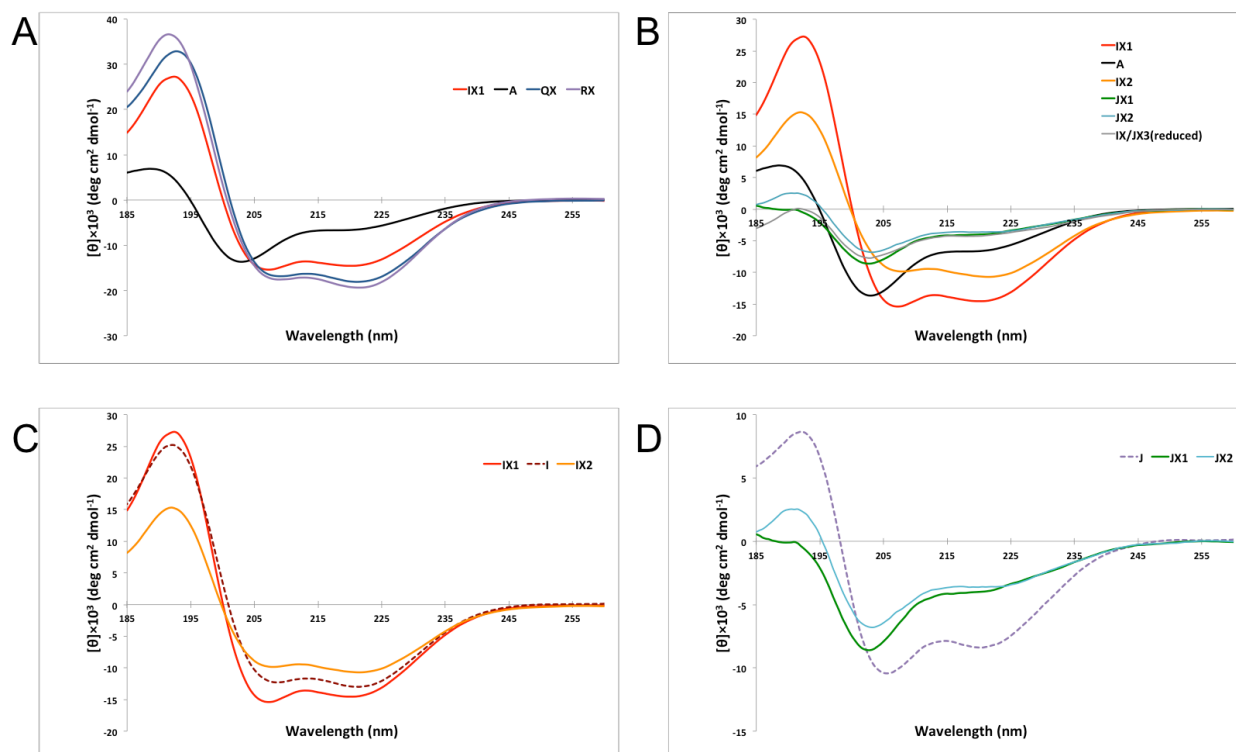 A
40
30
20
10
0
-10
-20
-30
[θ]×10³ (deg cm² dmol⁻¹)
185 195 205 215 225 235 245 255
IX1 A QX RX
Wavelength (nm)
B
30
25
20
15
10
5
0
-5
-10
-15
-20
[θ]×10³ (deg cm² dmol⁻¹)
185 195 205 215 225 235 245 255
IX1
A
IX2
JX1
JX2
IX/JX3(reduced)
Wavelength (nm)
C
30
25
20
15
10
5
0
-5
-10
-15
-20
[θ]×10³ (deg cm² dmol⁻¹)
185 195 205 215 225 235 245 255
IX1 I IX2
Wavelength (nm)
D
10
5
0
-5
-10
-15
[θ]×10³ (deg cm² dmol⁻¹)
185 195 205 215 225 235 245 255
J JX1 JX2
Wavelength (nm)